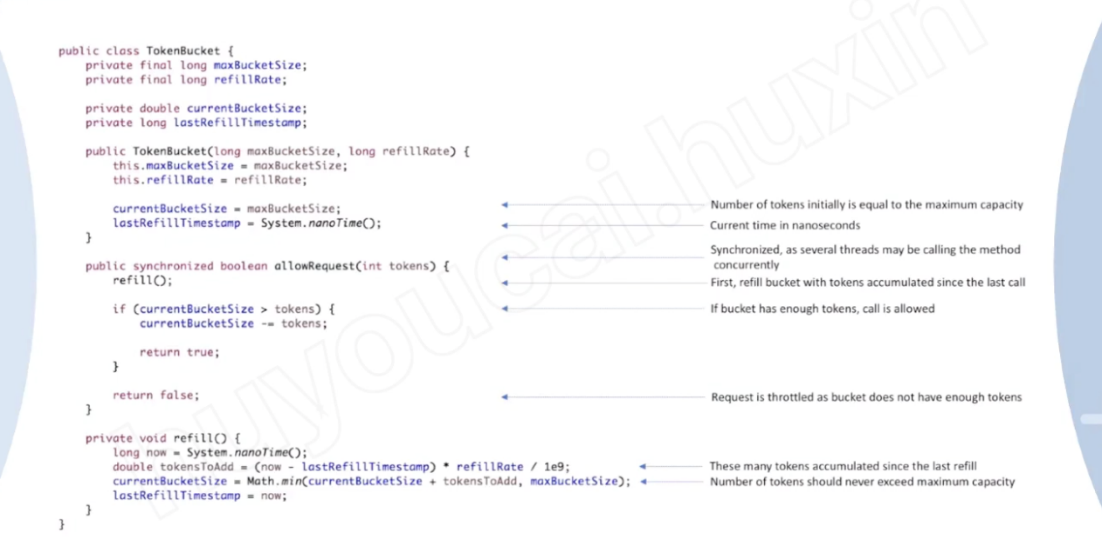 public class TokenBucket {
private final long maxBucketSize;
private final long refillRate;
private double currentBucketSize;
private long lastRefillTimestamp;
public TokenBucket(long maxBucketSize, long refillRate) {
this.maxBucketSize = maxBucketSize;
this.refillRate = refillRate;
currentBucketSize = maxBucketSize;
Number of tokens initially is equal to the maximum capacity
lastRefillTimestamp = System.nanoTime();
Current time in nanoseconds
}
public synchronized boolean allowRequest(int tokens) {
Synchronized, as several threads may be calling the method
concurrently
refill();
First, refill bucket with tokens accumulated since the last call
if (currentBucketSize > tokens) {
If bucket has enough tokens, call is allowed
currentBucketSize -= tokens;
return true;
}
return false;
Request is throttled as bucket does not have enough tokens
}
private void refill() {
long now = System.nanoTime();
double tokensToAdd = (now - lastRefillTimestamp) * refillRate / 1e9;
These many tokens accumulated since the last refill
currentBucketSize = Math.min(currentBucketSize + tokensToAdd, maxBucketSize);
Number of tokens should never exceed maximum capacity
lastRefillTimestamp = now;
}
}
huyoucai.huxin